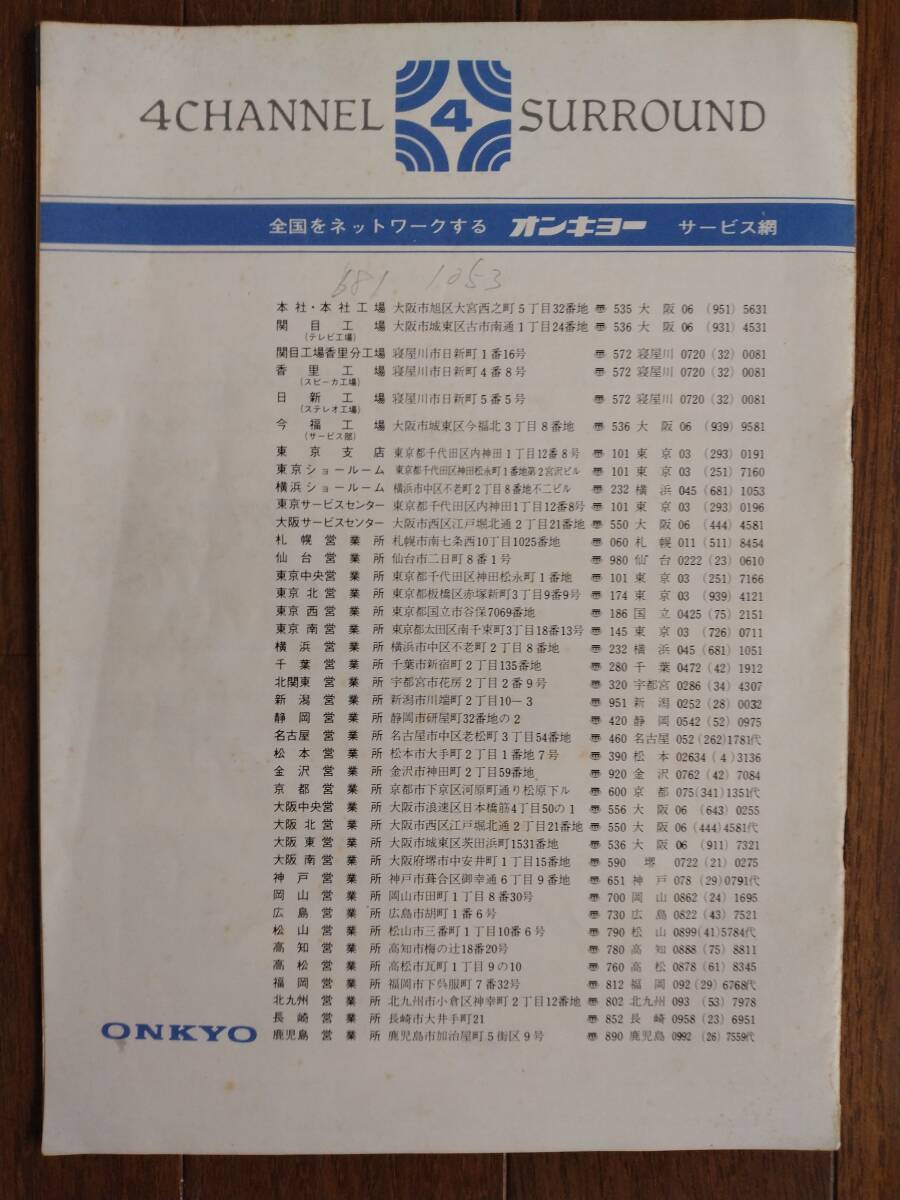 4CHANNEL 4 SURROUND
全国をネットワークする オンキヨー サービス網
681 1053
本社・本社工場 大阪市旭区大宮西之町5丁目32番地 〠 535 大阪 06 (951) 5631
関目工場 大阪市城東区古市南通1丁目24番地 〠 536 大阪 06 (931) 4531
(テレビ工場)
関目工場香里分工場 寝屋川市日新町1番16号 〠 572 寝屋川 0720 (32) 0081
香里工場 寝屋川市日新町4番8号 〠 572 寝屋川 0720 (32) 0081
(スピーカ工場)
日新工場 寝屋川市日新町5番5号 〠 572 寝屋川 0720 (32) 0081
(ステレオ工場)
今福工場 大阪市城東区今福北3丁目8番地 〠 536 大阪 06 (939) 9581
(サービス部)
東京支店 東京都千代田区内神田1丁目12番8号 〠 101 東京 03 (293) 0191
東京ショールーム 東京都千代田区神田松永町1番地第2宮沢ビル 〠 101 東京 03 (251) 7160
横浜ショールーム 横浜市中区不老町2丁目8番地不二ビル 〠 232 横浜 045 (681) 1053
東京サービスセンター 東京都千代田区内神田1丁目12番8号 〠 101 東京 03 (293) 0196
大阪サービスセンター 大阪市西区江戸堀北通2丁目21番地 〠 550 大阪 06 (444) 4581
札幌営業所 札幌市南七条西10丁目1025番地 〠 060 札幌 011 (511) 8454
仙台営業所 仙台市二日町8番1号 〠 980 仙台 0222 (23) 0610
東京中央営業所 東京都千代田区神田松永町1番地 〠 101 東京 03 (251) 7166
東京北営業所 東京都板橋区赤塚新町3丁目9番9号 〠 174 東京 03 (939) 4121
東京西営業所 東京都国立市谷保7069番地 〠 186 国立 0425 (75) 2151
東京南営業所 東京都太田区南千束町3丁目18番13号 〠 145 東京 03 (726) 0711
横浜営業所 横浜市中区不老町2丁目8番地 〠 232 横浜 045 (681) 1051
千葉営業所 千葉市新宿町2丁目135番地 〠 280 千葉 0472 (42) 1912
北関東営業所 宇都宮市花房2丁目2番9号 〠 320 宇都宮 0286 (34) 4307
新潟営業所 新潟市川端町2丁目10−3 〠 951 新潟 0252 (28) 0032
静岡営業所 静岡市研屋町32番地の2 〠 420 静岡 0542 (52) 0975
名古屋営業所 名古屋市中区老松町3丁目54番地 〠 460 名古屋 052 (262)1781代
松本営業所 松本市大手町2丁目1番地7号 〠 390 松本 02634 (4) 3136
金沢営業所 金沢市神田町2丁目59番地 〠 920 金沢 0762 (42) 7084
京都営業所 京都市下京区河原町通り松原下ル 〠 600 京都 075(341)1351代
大阪中央営業所 大阪市浪速区日本橋筋4丁目50の1 〠 556 大阪 06 (643) 0255
大阪北営業所 大阪市西区江戸堀北通2丁目21番地 〠 550 大阪 06 (444)4581代
大阪東営業所 大阪市城東区茨田浜町1531番地 〠 536 大阪 06 (911) 7321
大阪南営業所 大阪府堺市中安井町1丁目15番地 〠 590 堺 0722 (21) 0275
神戸営業所 神戸市葺合区御幸通6丁目9番地 〠 651 神戸 078 (29)0791代
岡山営業所 岡山市田町1丁目8番30号 〠 700 岡山 0862 (24) 1695
広島営業所 広島市胡町1番6号 〠 730 広島 0822 (43) 7521
松山営業所 松山市三番町1丁目10番6号 〠 790 松山 0899(41)5784代
高知営業所 高知市梅の辻18番20号 〠 780 高知 0888 (75) 8811
高松営業所 高松市瓦町1丁目9の10 〠 760 高松 0878 (61) 8345
福岡営業所 福岡市下呉服町7番32号 〠 812 福岡 092 (29) 6768代
北九州営業所 北九州市小倉区神幸町2丁目12番地 〠 802 北九州 093 (53) 7978
長崎営業所 長崎市大井手町21 〠 852 長崎 0958 (23) 6951
鹿児島営業所 鹿児島市加治屋町5街区9号 〠 890 鹿児島 0992 (26) 7559代
ONKYO